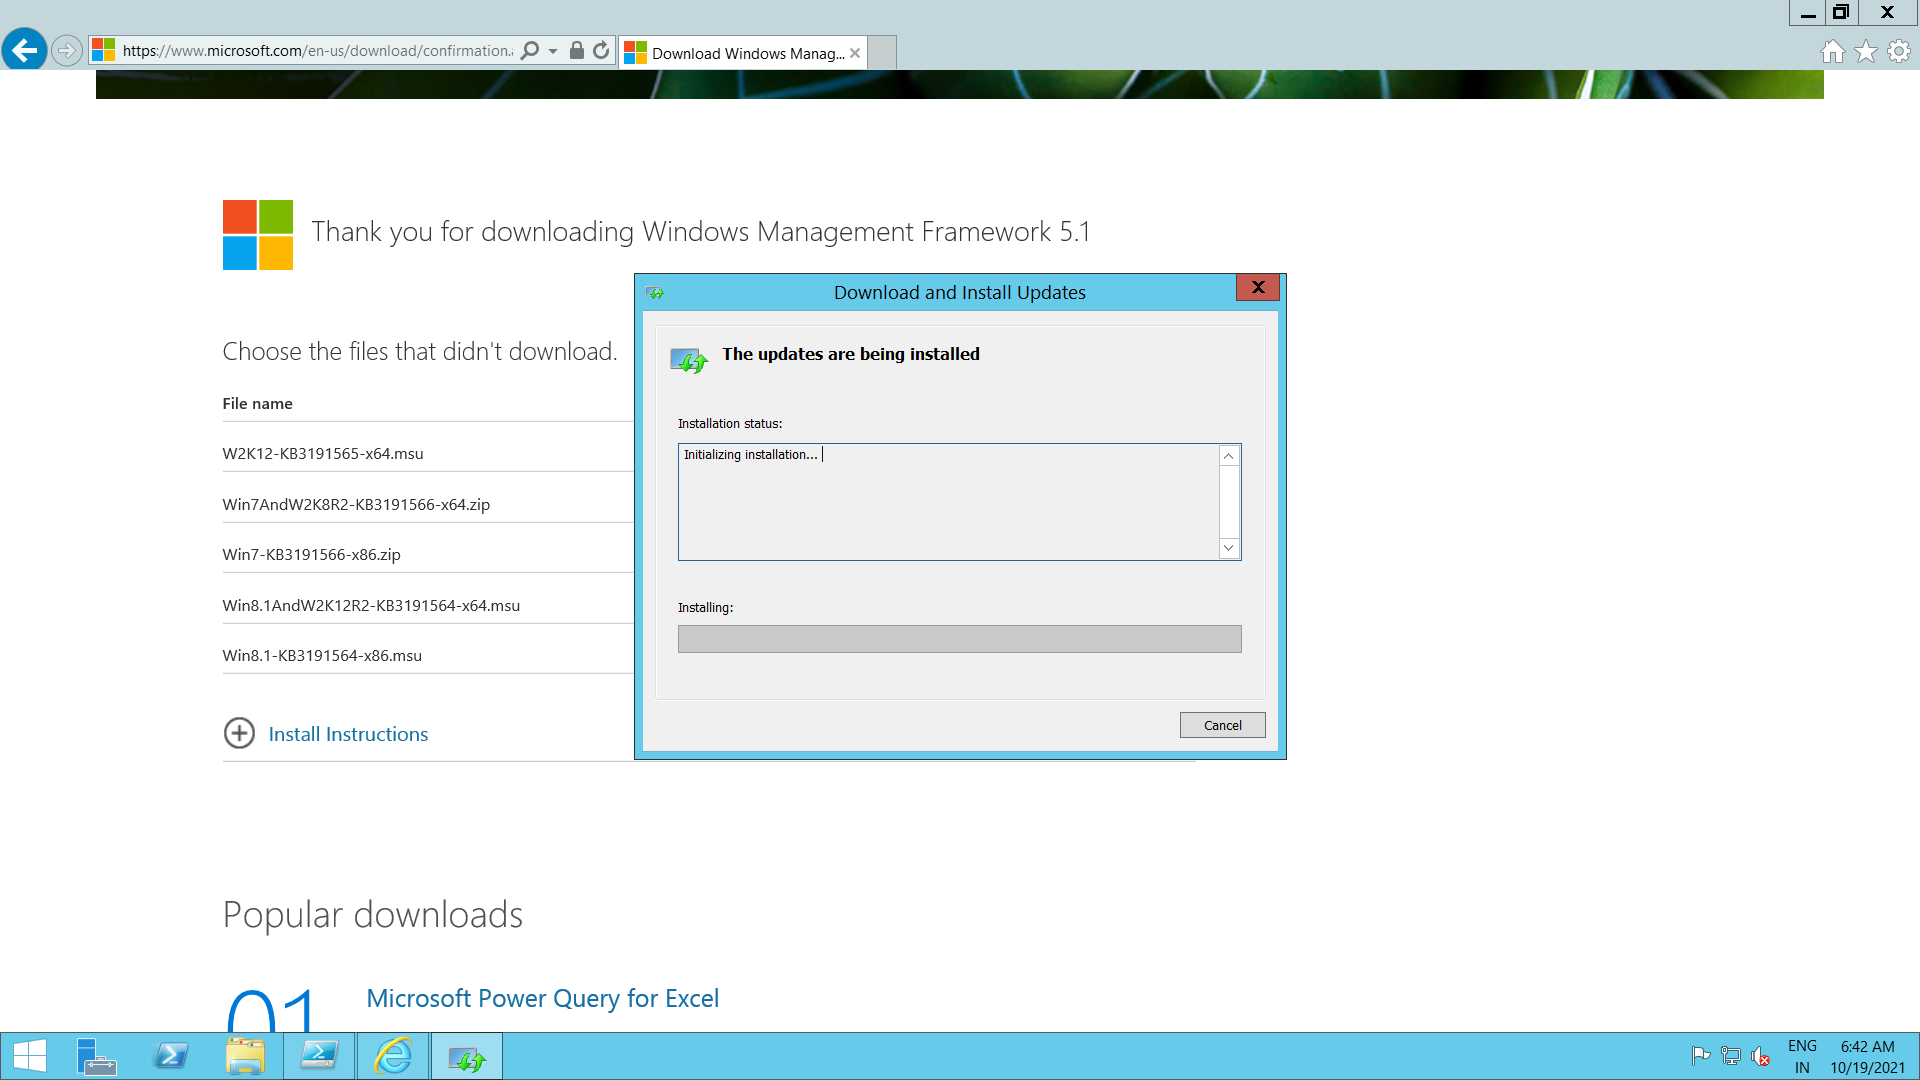 https://www.microsoft.com/en-us/download/confirmation.a
Download Windows Manag...
Thank you for downloading Windows Management Framework 5.1
Choose the files that didn't download.
File name
W2K12-KB3191565-x64.msu
Win7AndW2K8R2-KB3191566-x64.zip
Win7-KB3191566-x86.zip
Win8.1AndW2K12R2-KB3191564-x64.msu
Win8.1-KB3191564-x86.msu
Install Instructions
Download and Install Updates
X
The updates are being installed
Installation status:
Initializing installation...
Installing:
Cancel
Popular downloads
01
Microsoft Power Query for Excel
ENG
IN
6:42 AM
10/19/2021